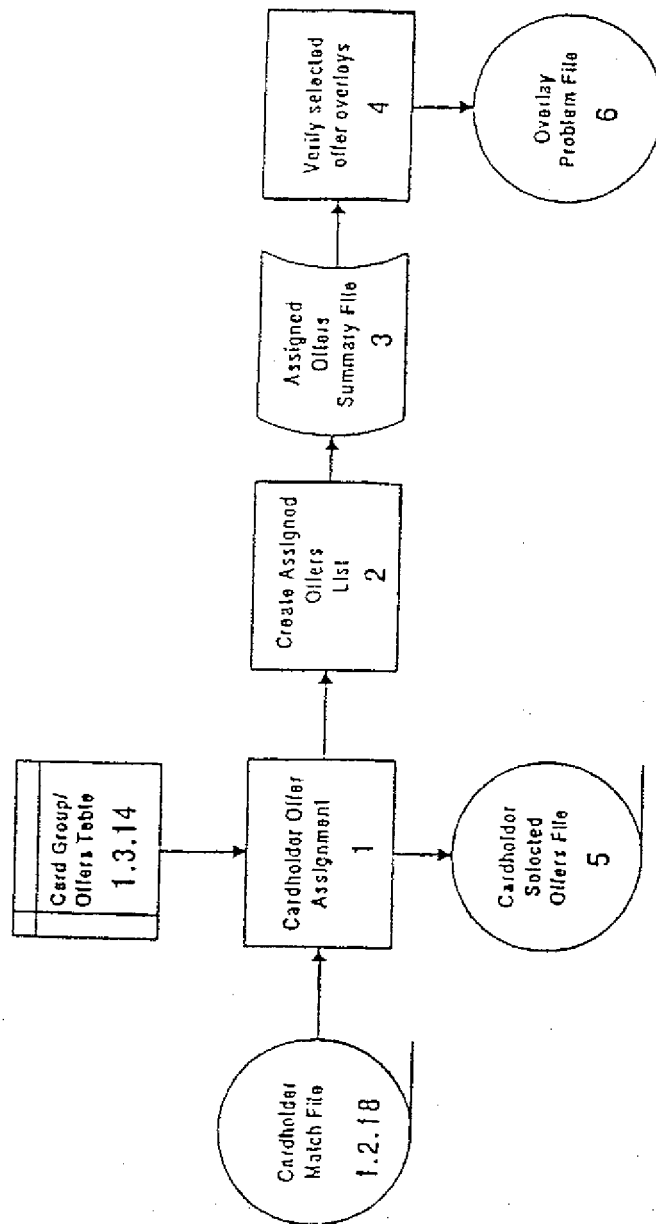 Card Group/
Offers Table
1.3.14
Cardholder
Match File
1.2.18
Cardholder Offer
Assignment
1
Create Assigned
Offers
List
2
Assigned
Offers
Summary File
3
Verify selected
offer overlays
4
Cardholder
Selected
Offers File
5
Overlay
Problem File
6